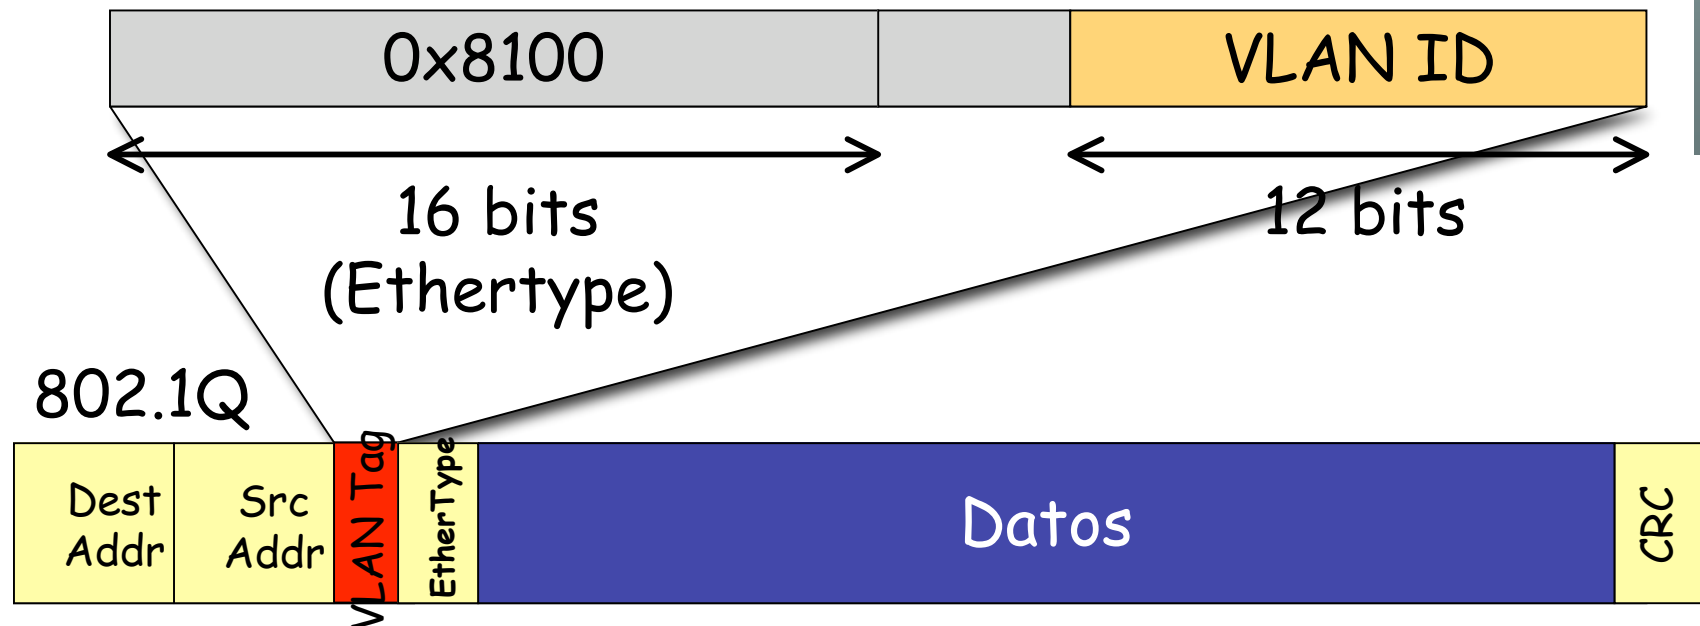 0x8100
VLAN ID
16 bits
(Ethertype)
12 bits
802.1Q
Dest
Addr
Src
Addr
VLAN Tag
EtherType
Datos
CRC